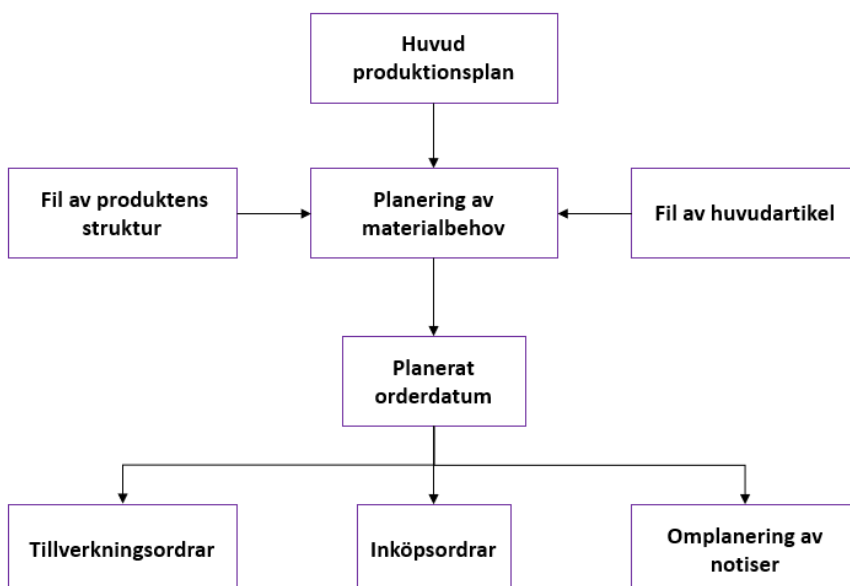 Huvud
produktionsplan
Fil av produktens
struktur
Planering av
materialbehov
Fil av huvudartikel
Planerat
orderdatum
Tillverkningsordrar
Inköpsordrar
Omplanering av
notiser